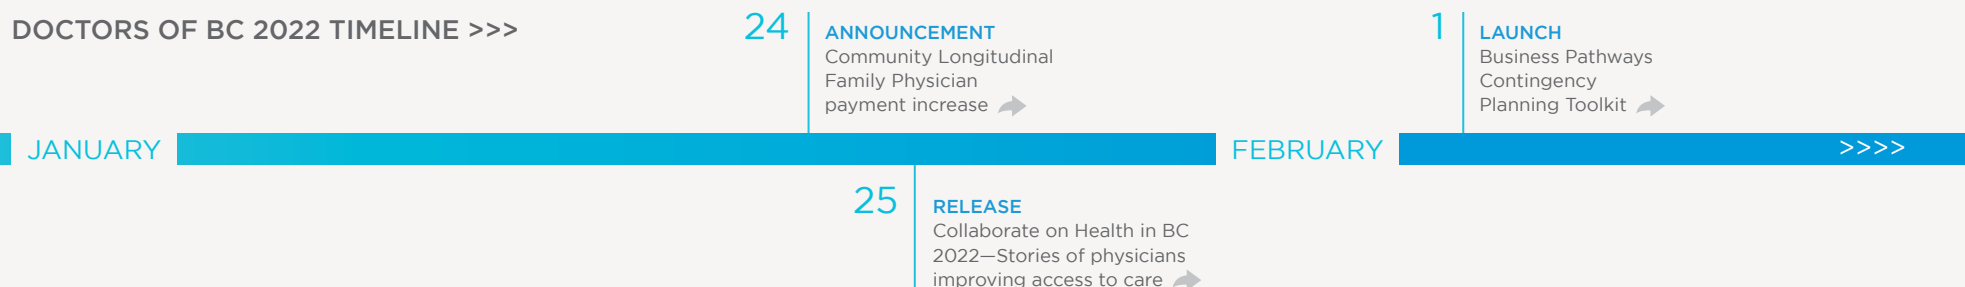 DOCTORS OF BC 2022 TIMELINE >>>
24
ANNOUNCEMENT
Community Longitudinal
Family Physician
payment increase
1
LAUNCH
Business Pathways
Contingency
Planning Toolkit
JANUARY
FEBRUARY
>>>>
25
RELEASE
Collaborate on Health in BC
2022—Stories of physicians
improving access to care